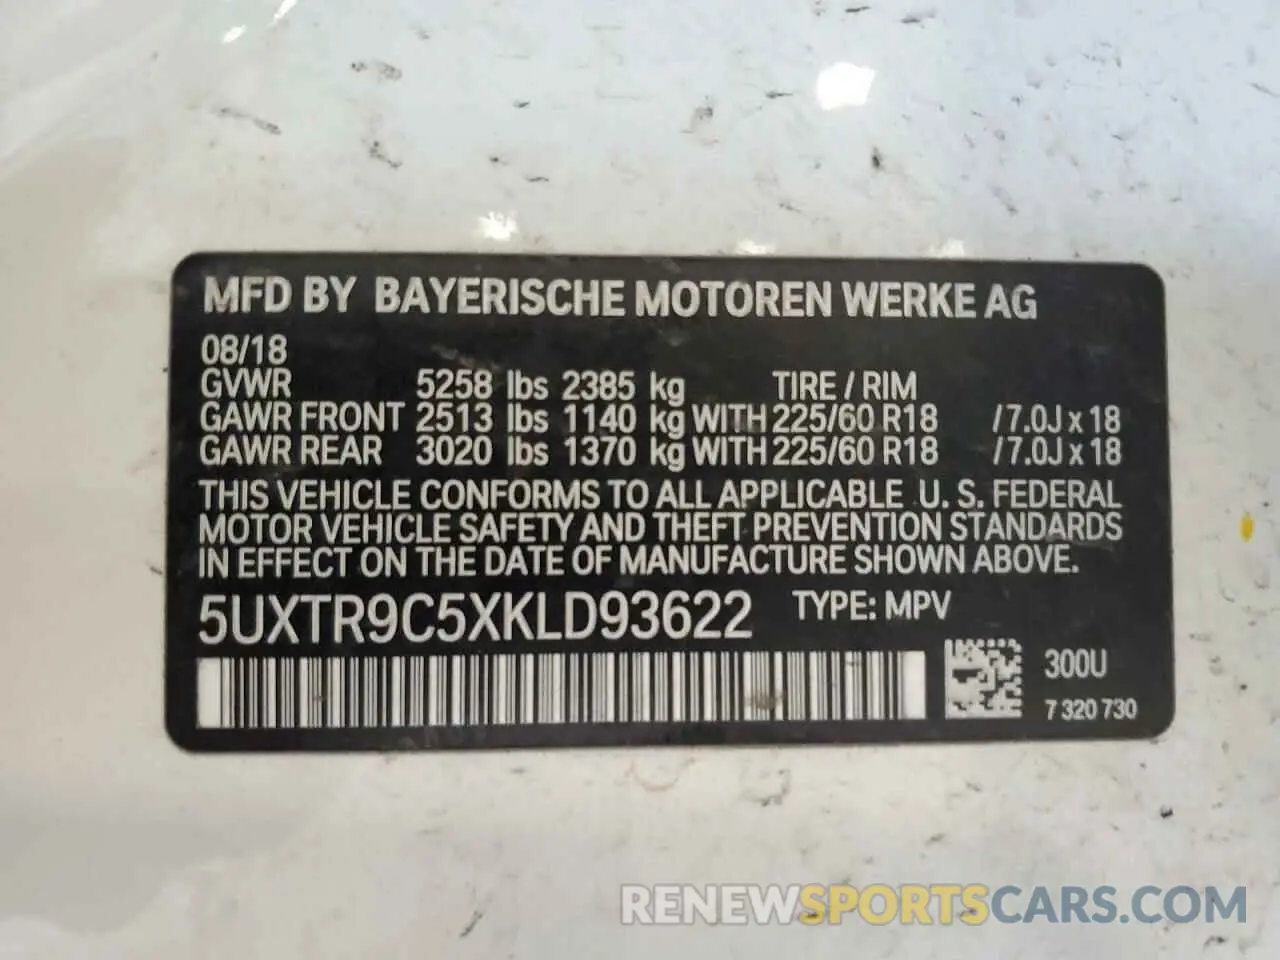 MFD BY BAYERISCHE MOTOREN WERKE AG
08/18
GVWR 5258 lbs 2385 kg TIRE / RIM
GAWR FRONT 2513 lbs 1140 kg WITH 225/60 R18 /7.0J x 18
GAWR REAR 3020 lbs 1370 kg WITH 225/60 R18 /7.0J x 18
THIS VEHICLE CONFORMS TO ALL APPLICABLE U. S. FEDERAL
MOTOR VEHICLE SAFETY AND THEFT PREVENTION STANDARDS
IN EFFECT ON THE DATE OF MANUFACTURE SHOWN ABOVE.
5UXTR9C5XKLD93622 TYPE: MPV
300U
7 320 730
RENEWSPORTSCARS.COM